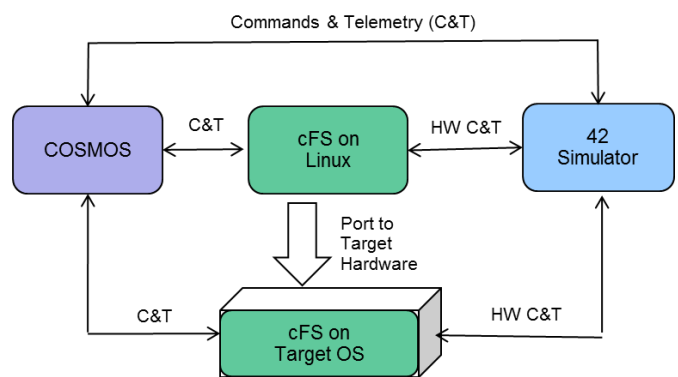 Commands & Telemetry (C&T)
COSMOS
C&T
cFS on
Linux
HW C&T
42
Simulator
Port to
Target
Hardware
C&T
cFS on
Target OS
HW C&T